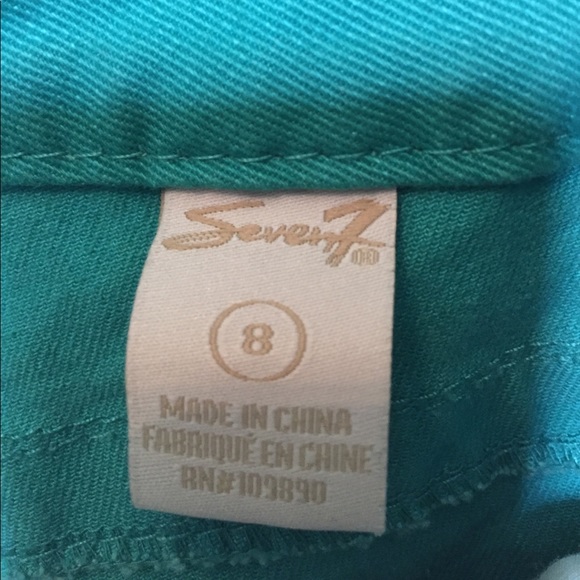 Seven7
8
MADE IN CHINA
FABRIQUÉ EN CHINE
RN#109890